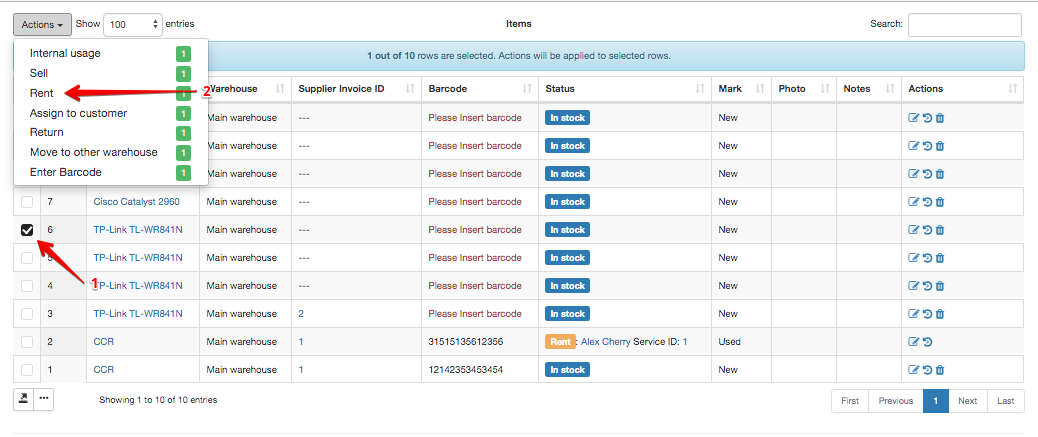 Actions Show 100 entries Items Search:
1 out of 10 rows are selected. Actions will be applied to selected rows.
Internal usage 1
Sell 1
Rent 1 2
Assign to customer 1
Return 1
Move to other warehouse 1
Enter Barcode 1
Warehouse Supplier Invoice ID Barcode Status Mark Photo Notes Actions
Main warehouse --- Please Insert barcode In stock New
Main warehouse --- Please Insert barcode In stock New
Main warehouse --- Please Insert barcode In stock New
7 Cisco Catalyst 2960 Main warehouse --- Please Insert barcode In stock New
6 TP-Link TL-WR841N Main warehouse --- Please Insert barcode In stock New
5 TP-Link TL-WR841N Main warehouse --- Please Insert barcode In stock New
1
4 TP-Link TL-WR841N Main warehouse --- Please Insert barcode In stock New
3 TP-Link TL-WR841N Main warehouse 2 Please Insert barcode In stock New
2 CCR Main warehouse 1 31515135612356 Rent : Alex Cherry Service ID: 1 Used
1 CCR Main warehouse 1 12142353453454 In stock New
Showing 1 to 10 of 10 entries First Previous 1 Next Last